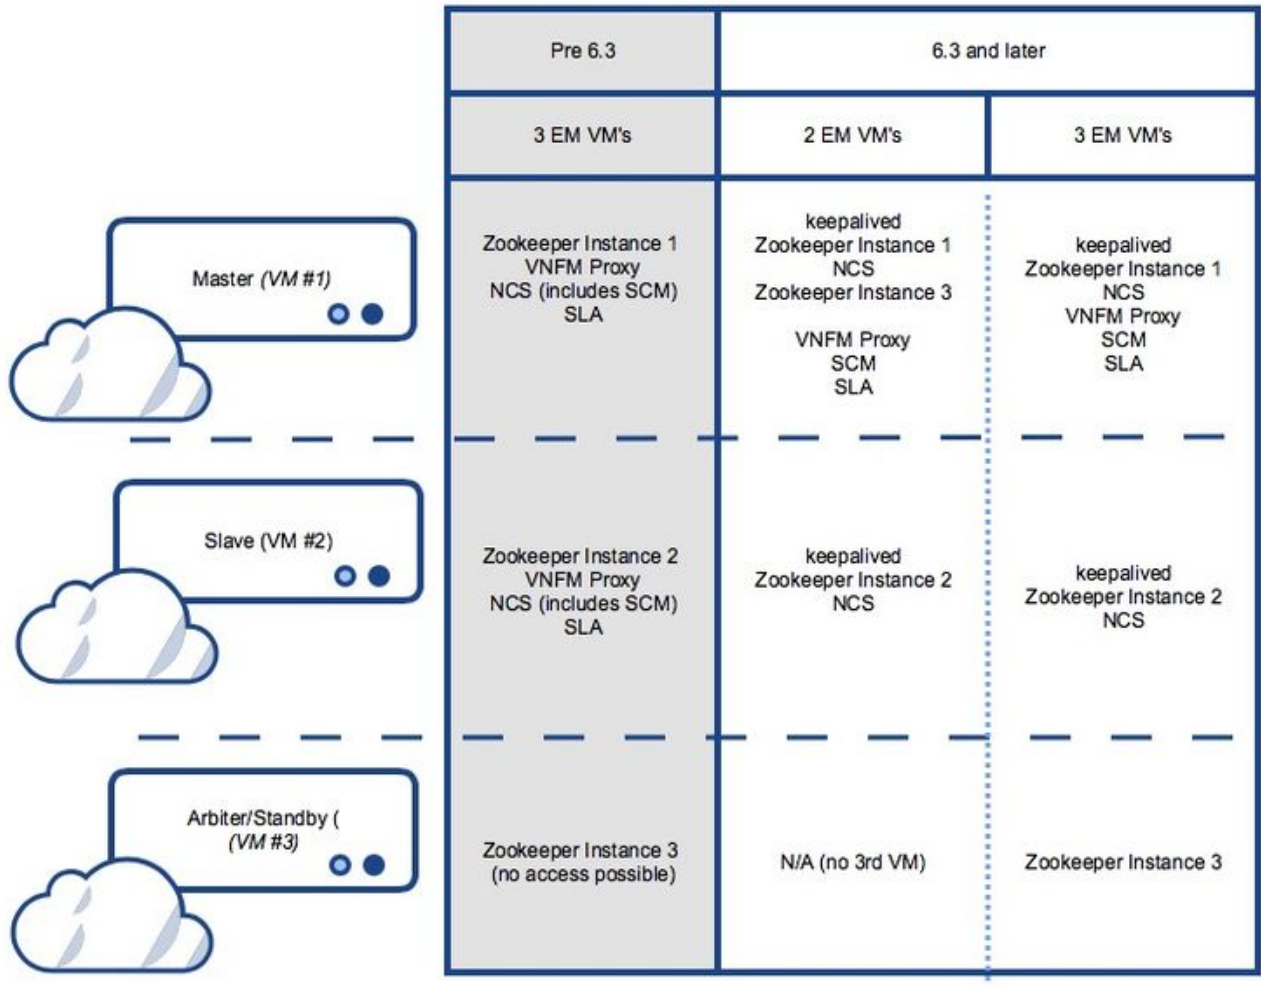 Pre 6.3
6.3 and later
3 EM VM's
2 EM VM's
3 EM VM's
Master (VM #1)
Zookeeper Instance 1
VNFM Proxy
NCS (includes SCM)
SLA
keepalived
Zookeeper Instance 1
NCS
Zookeeper Instance 3
VNFM Proxy
SCM
SLA
keepalived
Zookeeper Instance 1
NCS
VNFM Proxy
SCM
SLA
Slave (VM #2)
Zookeeper Instance 2
VNFM Proxy
NCS (includes SCM)
SLA
keepalived
Zookeeper Instance 2
NCS
keepalived
Zookeeper Instance 2
NCS
Arbiter/Standby (
(VM #3)
Zookeeper Instance 3
(no access possible)
N/A (no 3rd VM)
Zookeeper Instance 3